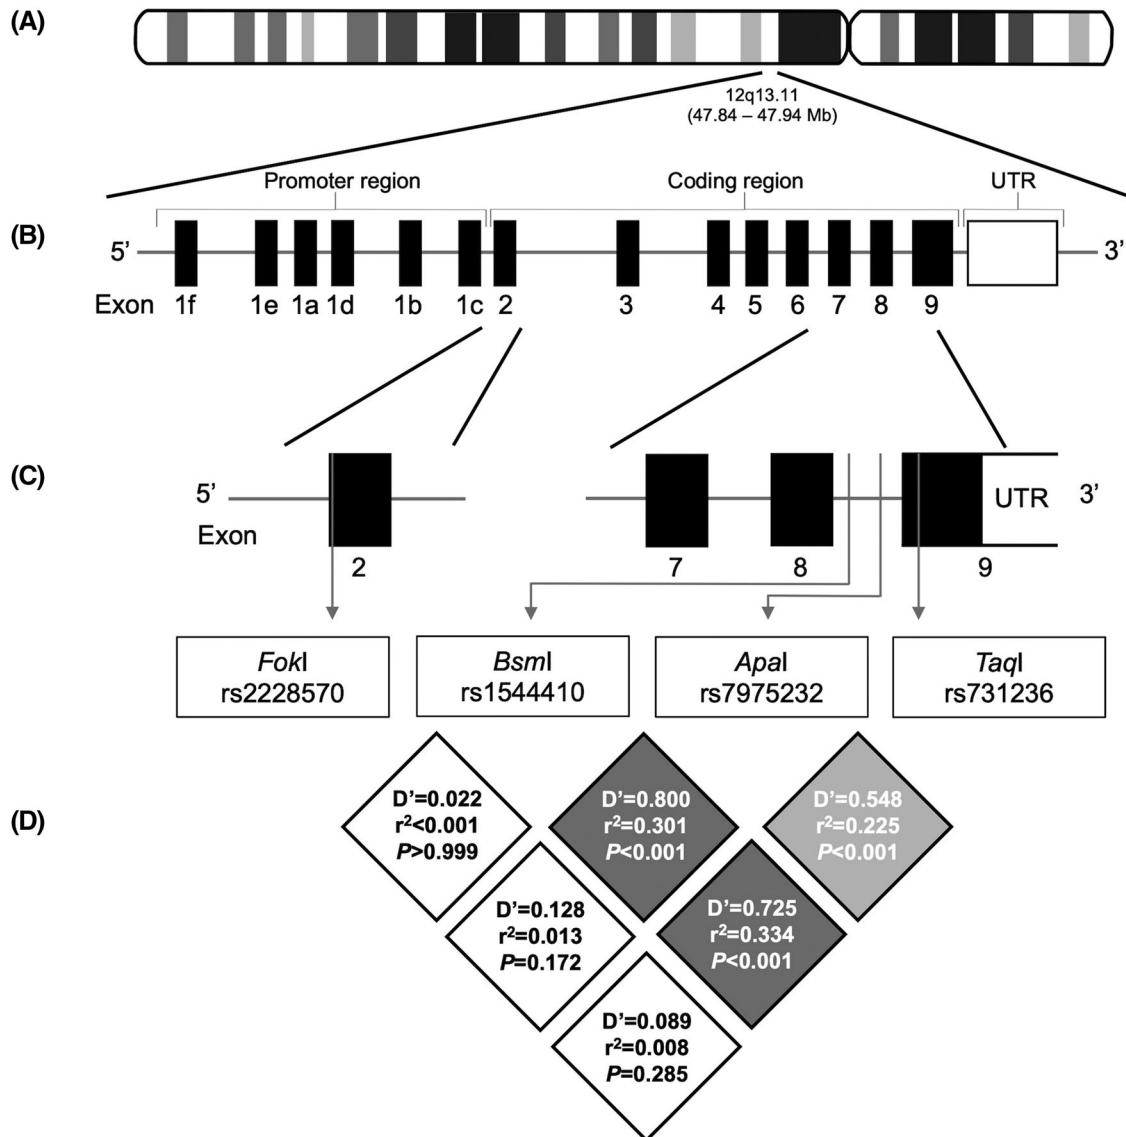 (A)
12q13.11
(47.84 – 47.94 Mb)
Promoter region Coding region UTR
(B)
5’ 3’
Exon 1f 1e 1a 1d 1b 1c 2 3 4 5 6 7 8 9
(C)
5’ UTR 3’
Exon
2 7 8 9
FokI BsmI ApaI TaqI
rs2228570 rs1544410 rs7975232 rs731236
(D)
D’=0.022 D’=0.800 D’=0.548
r²<0.001 r²=0.301 r²=0.225
P>0.999 P<0.001 P<0.001
D’=0.128 D’=0.725
r²=0.013 r²=0.334
P=0.172 P<0.001
D’=0.089
r²=0.008
P=0.285